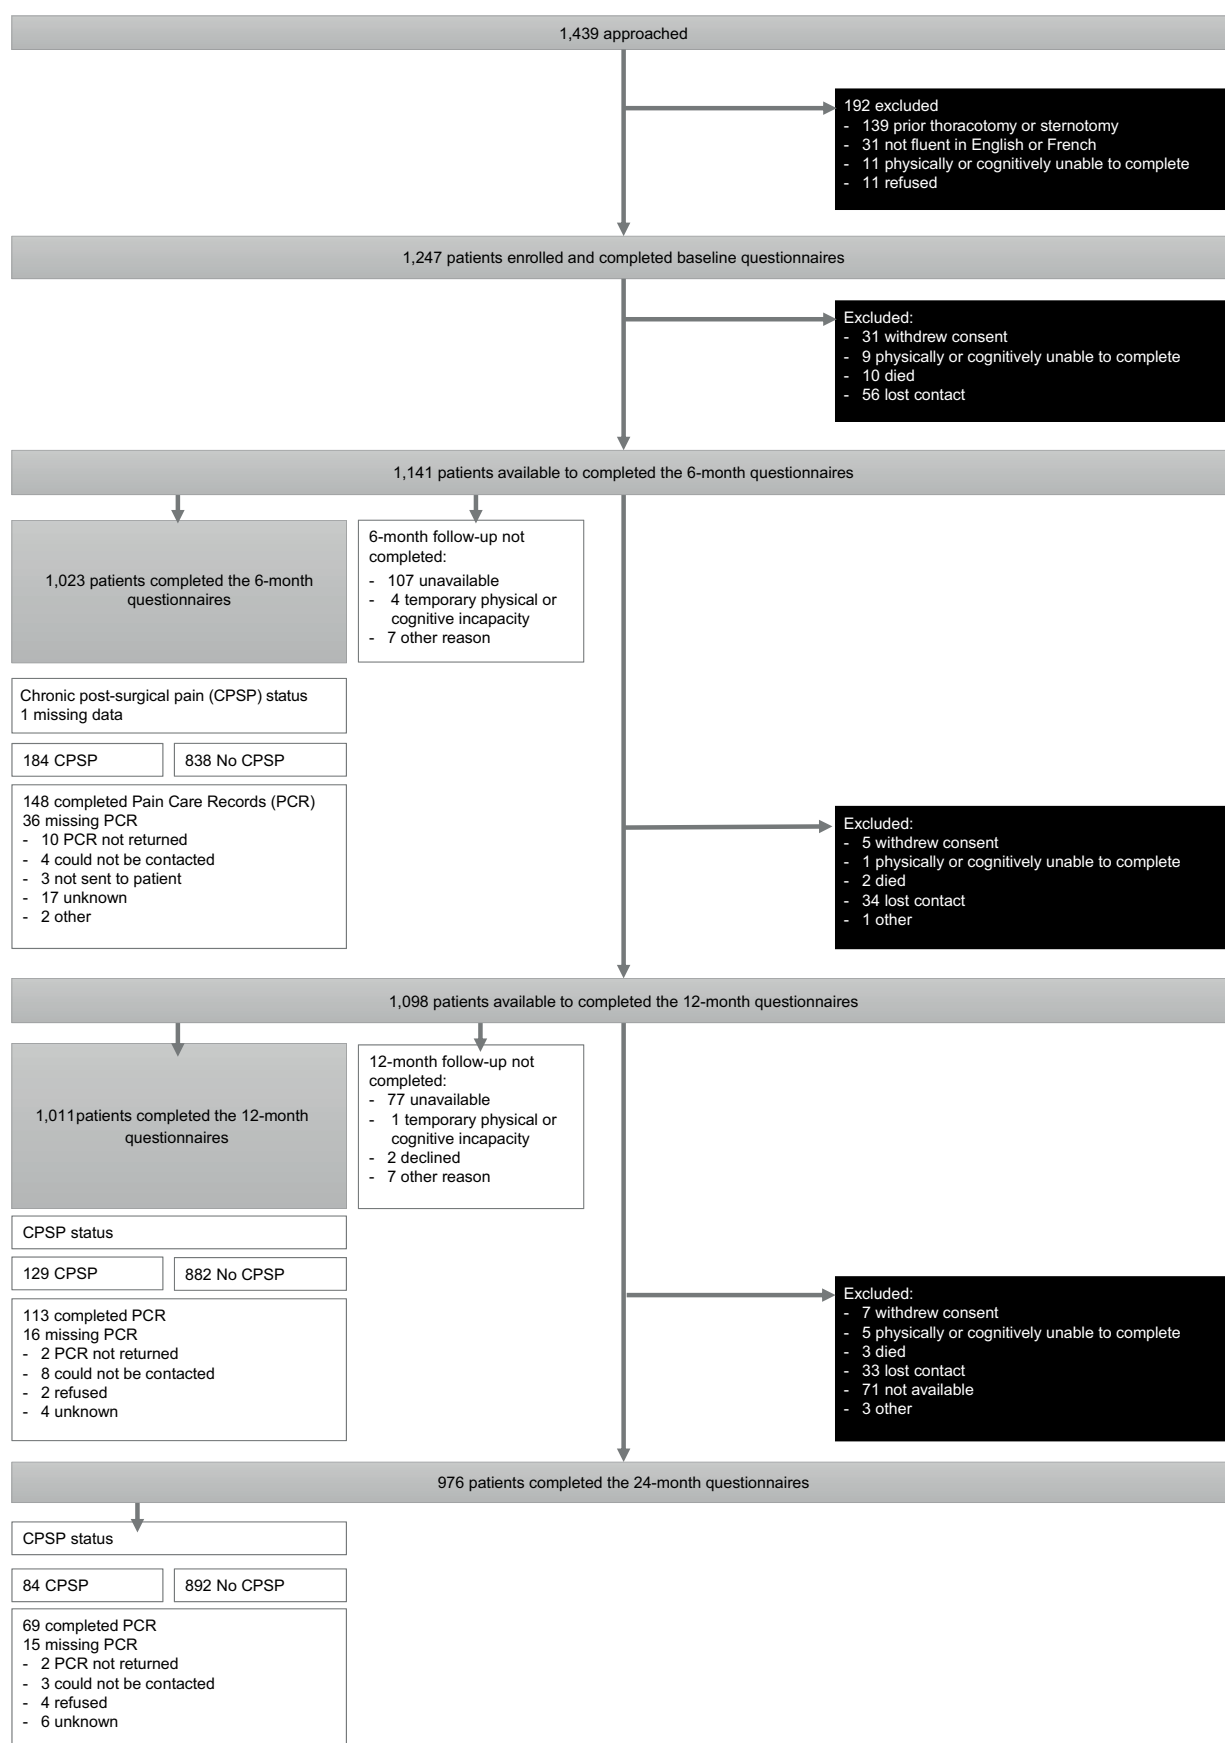 1,439 approached
192 excluded
- 139 prior thoracotomy or sternotomy
- 31 not fluent in English or French
- 11 physically or cognitively unable to complete
- 11 refused
1,247 patients enrolled and completed baseline questionnaires
Excluded:
- 31 withdrew consent
- 9 physically or cognitively unable to complete
- 10 died
- 56 lost contact
1,141 patients available to completed the 6-month questionnaires
1,023 patients completed the 6-month
questionnaires
6-month follow-up not
completed:
- 107 unavailable
- 4 temporary physical or
cognitive incapacity
- 7 other reason
Chronic post-surgical pain (CPSP) status
1 missing data
184 CPSP
838 No CPSP
148 completed Pain Care Records (PCR)
36 missing PCR
- 10 PCR not returned
- 4 could not be contacted
- 3 not sent to patient
- 17 unknown
- 2 other
Excluded:
- 5 withdrew consent
- 1 physically or cognitively unable to complete
- 2 died
- 34 lost contact
- 1 other
1,098 patients available to completed the 12-month questionnaires
1,011patients completed the 12-month
questionnaires
12-month follow-up not
completed:
- 77 unavailable
- 1 temporary physical or
cognitive incapacity
- 2 declined
- 7 other reason
CPSP status
129 CPSP
882 No CPSP
113 completed PCR
16 missing PCR
- 2 PCR not returned
- 8 could not be contacted
- 2 refused
- 4 unknown
Excluded:
- 7 withdrew consent
- 5 physically or cognitively unable to complete
- 3 died
- 33 lost contact
- 71 not available
- 3 other
976 patients completed the 24-month questionnaires
CPSP status
84 CPSP
892 No CPSP
69 completed PCR
15 missing PCR
- 2 PCR not returned
- 3 could not be contacted
- 4 refused
- 6 unknown